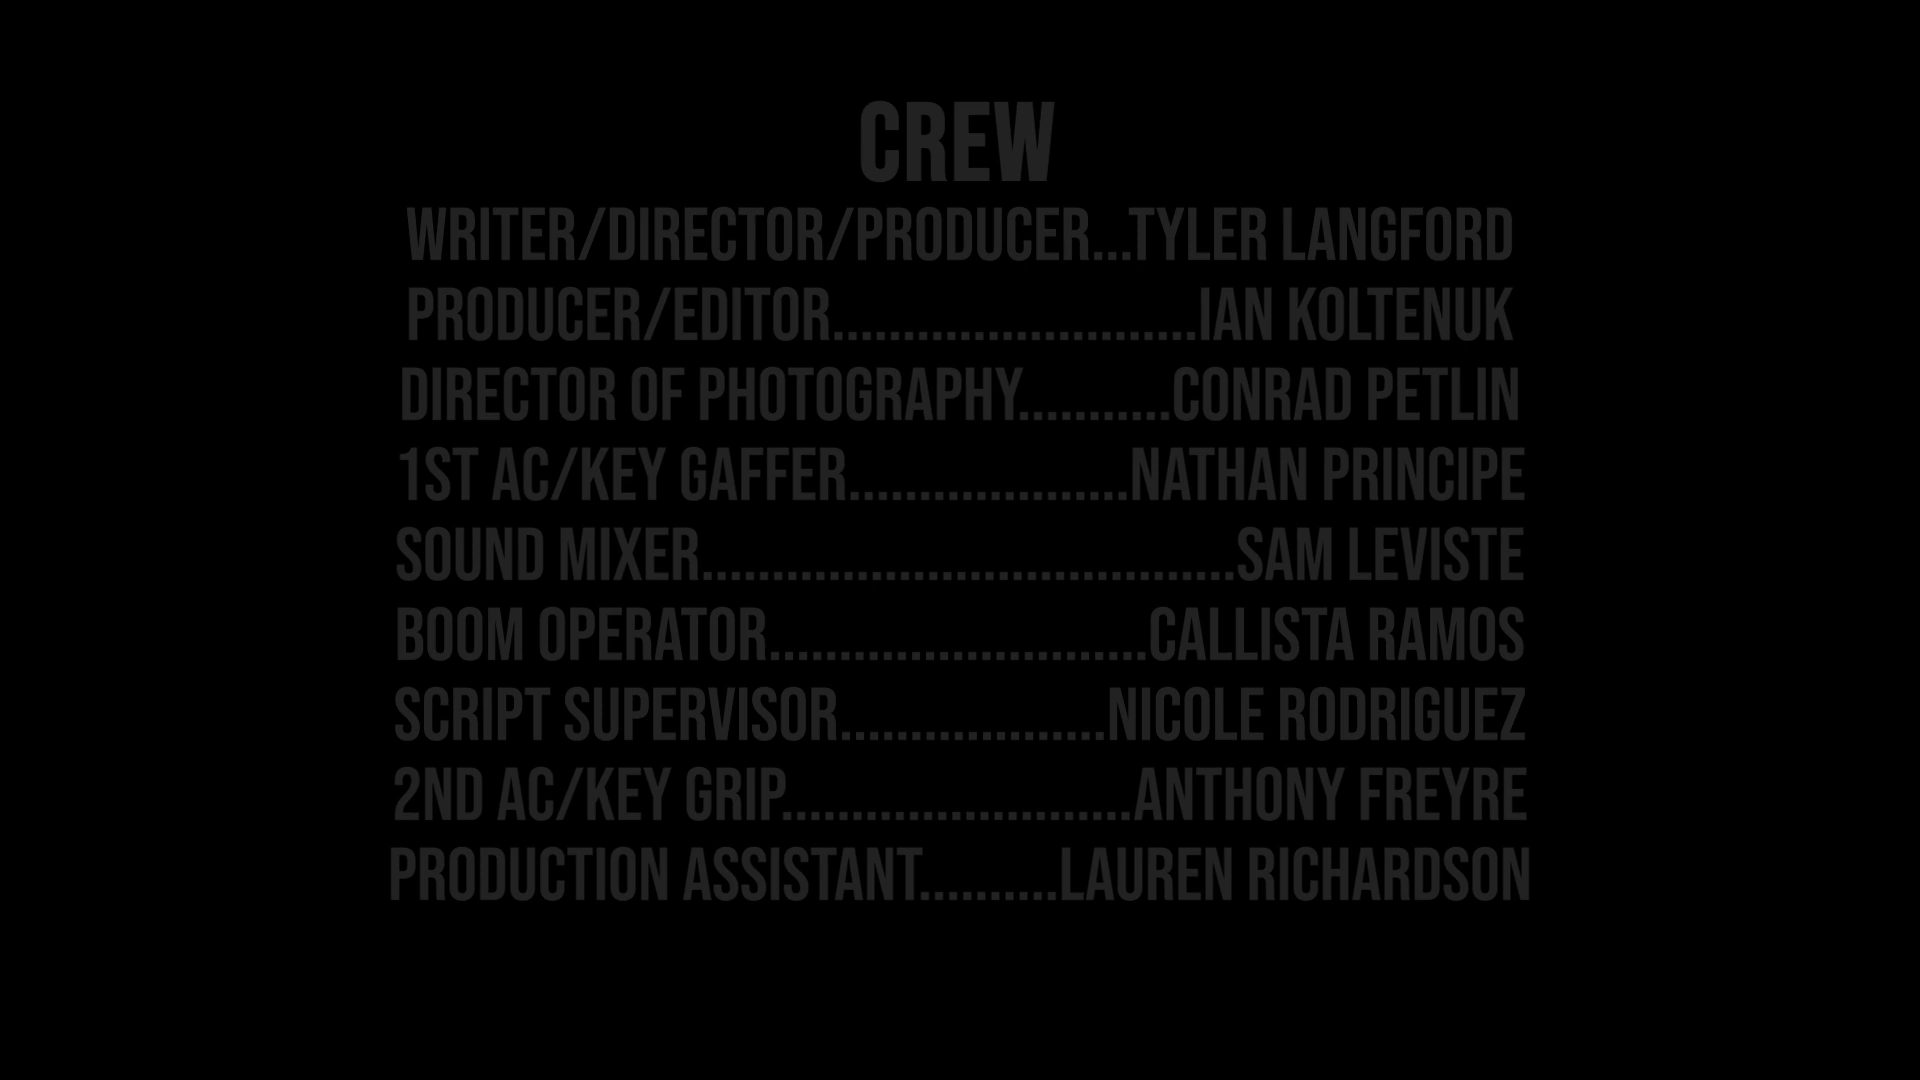 CREW
WRITER/DIRECTOR/PRODUCER...TYLER LANGFORD
PRODUCER/EDITOR..........................IAN KOLTENUK
DIRECTOR OF PHOTOGRAPHY...........CONRAD PETLIN
1ST AC/KEY GAFFER....................NATHAN PRINCIPE
SOUND MIXER......................................SAM LEVISTE
BOOM OPERATOR...........................CALLISTA RAMOS
SCRIPT SUPERVISOR...................NICOLE RODRIGUEZ
2ND AC/KEY GRIP.........................ANTHONY FREYRE
PRODUCTION ASSISTANT..........LAUREN RICHARDSON